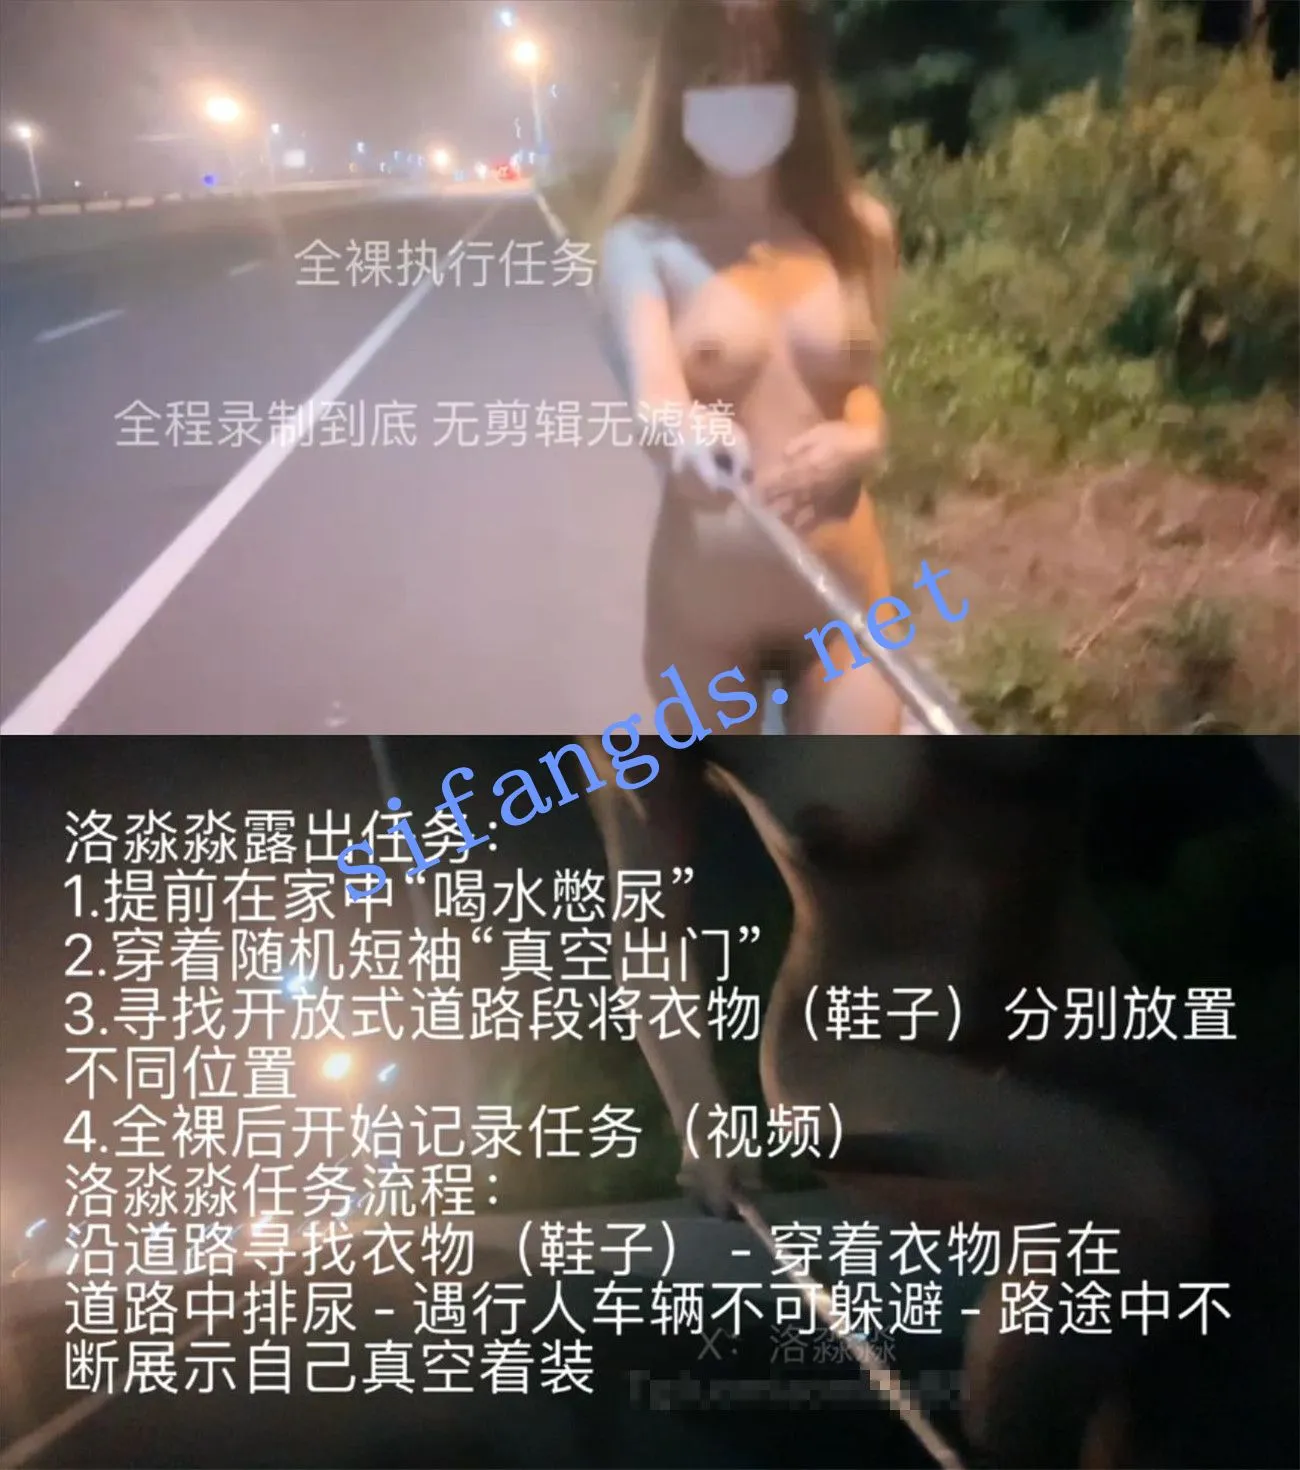 全裸执行任务
全程录制到底 无剪辑无滤镜
sifangds.net
洛淼淼露出任务：
1.提前在家中“喝水憋尿”
2.穿着随机短袖“真空出门”
3.寻找开放式道路段将衣物（鞋子）分别放置
不同位置
4.全裸后开始记录任务（视频）
洛淼淼任务流程：
沿道路寻找衣物（鞋子）-穿着衣物后在
道路中排尿-遇行人车辆不可躲避-路途中不
断展示自己真空着装
X：洛淼淼